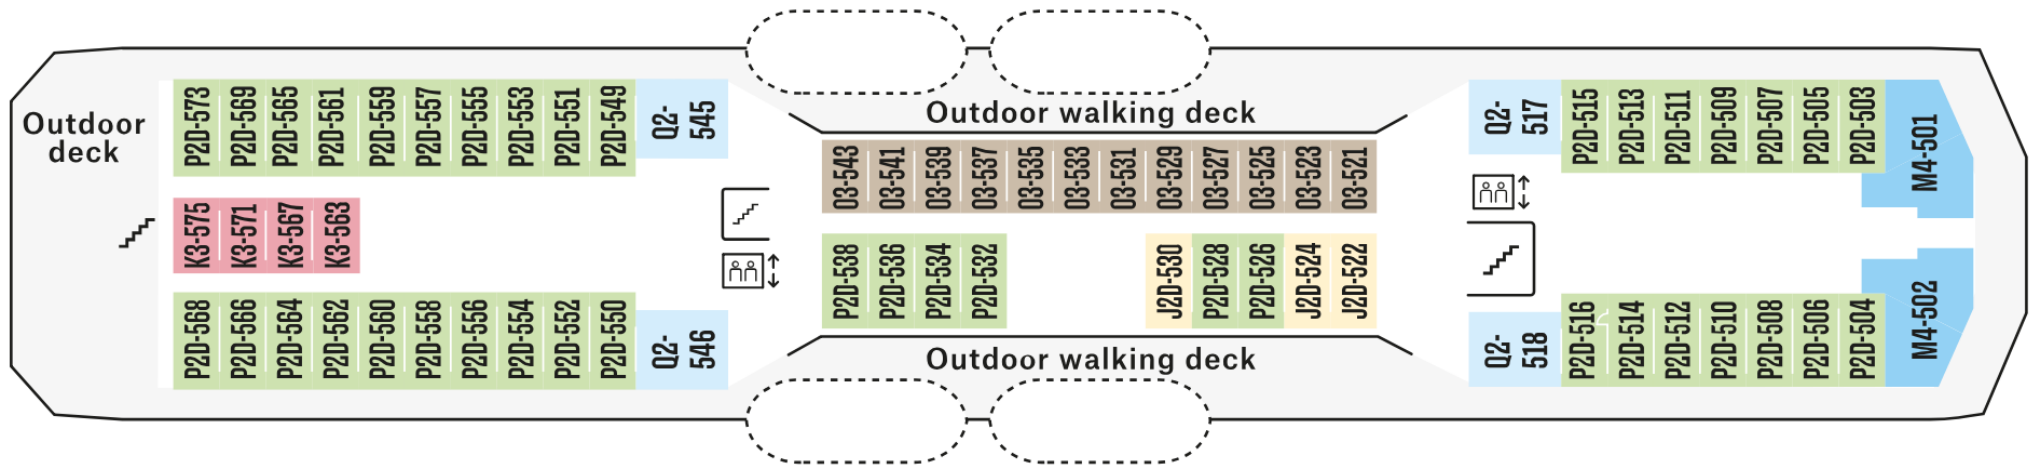 Outdoor
deck
P2D-573
P2D-569
P2D-565
P2D-561
P2D-559
P2D-557
P2D-555
P2D-553
P2D-551
P2D-549
Q2-
545
K3-575
K3-571
K3-567
K3-563
P2D-568
P2D-566
P2D-564
P2D-562
P2D-560
P2D-558
P2D-556
P2D-554
P2D-552
P2D-550
Q2-
546
Outdoor walking deck
O3-543
O3-541
O3-539
O3-537
O3-535
O3-533
O3-531
O3-529
O3-527
O3-525
O3-523
O3-521
P2D-538
P2D-536
P2D-534
P2D-532
J2D-530
P2D-528
P2D-526
J2D-524
J2D-522
Outdoor walking deck
Q2-
517
P2D-515
P2D-513
P2D-511
P2D-509
P2D-507
P2D-505
P2D-503
M4-501
Q2-
518
P2D-516
P2D-514
P2D-512
P2D-510
P2D-508
P2D-506
P2D-504
M4-502